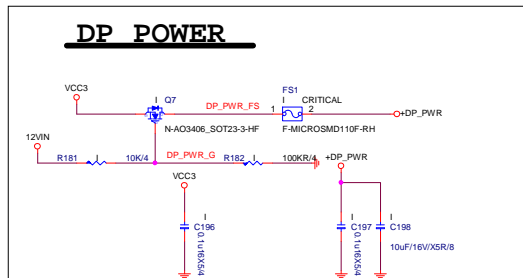 DP POWER
I
Q7
FS1
I
CRITICAL
VCC3
DP_PWR_FS
1
2
+DP_PWR
N-AO3406_SOT23-3-HF
F-MICROSMD110F-RH
12VIN
DP_PWR_G
+DP_PWR
R181
I
10K/4
R182
I
100KR/4
VCC3
I
C196
0.1u16X5/4
I
C197
0.1u16X5/4
I
C198
10uF/16V/X5R/8